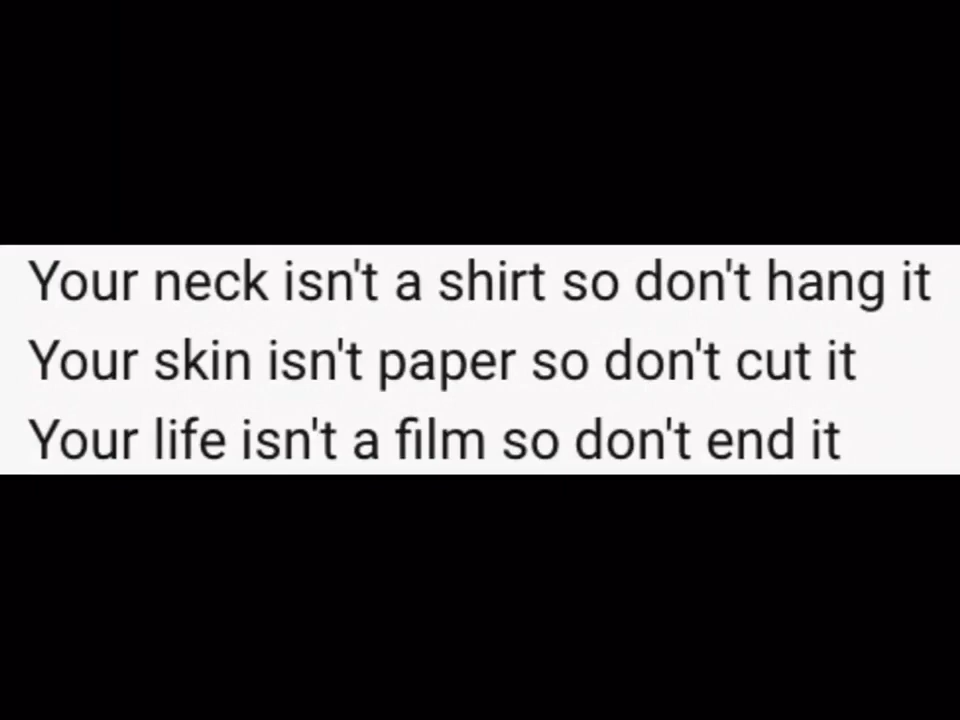 Your neck isn't a shirt so don't hang it
Your skin isn't paper so don't cut it
Your life isn't a film so don't end it